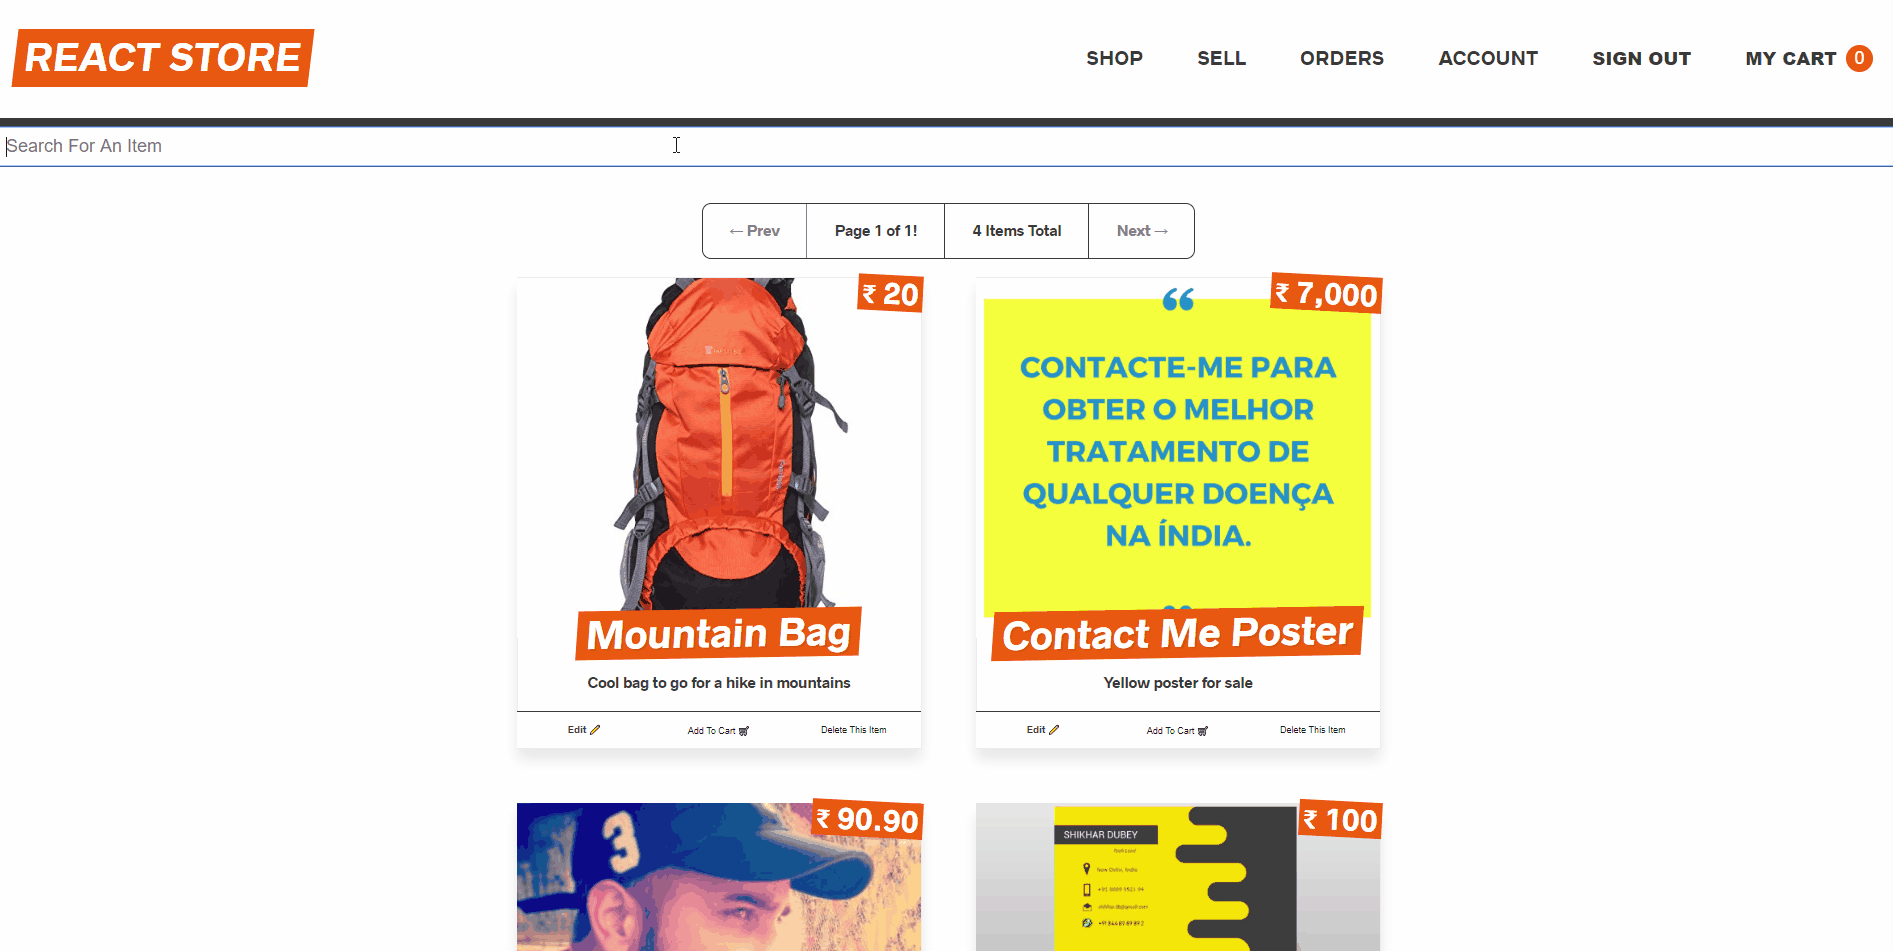 REACT STORE
SHOP SELL ORDERS ACCOUNT SIGN OUT MY CART 0
Search For An Item
← Prev Page 1 of 1! 4 Items Total Next →
₹ 20
₹ 7,000
“
CONTACTE-ME PARA
OBTER O MELHOR
TRATAMENTO DE
QUALQUER DOENÇA
NA ÍNDIA.
Mountain Bag
Contact Me Poster
Cool bag to go for a hike in mountains
Yellow poster for sale
Edit Add To Cart Delete This Item
Edit Add To Cart Delete This Item
₹ 90.90
₹ 100
3
SHIKHAR DUBEY
New Delhi, India